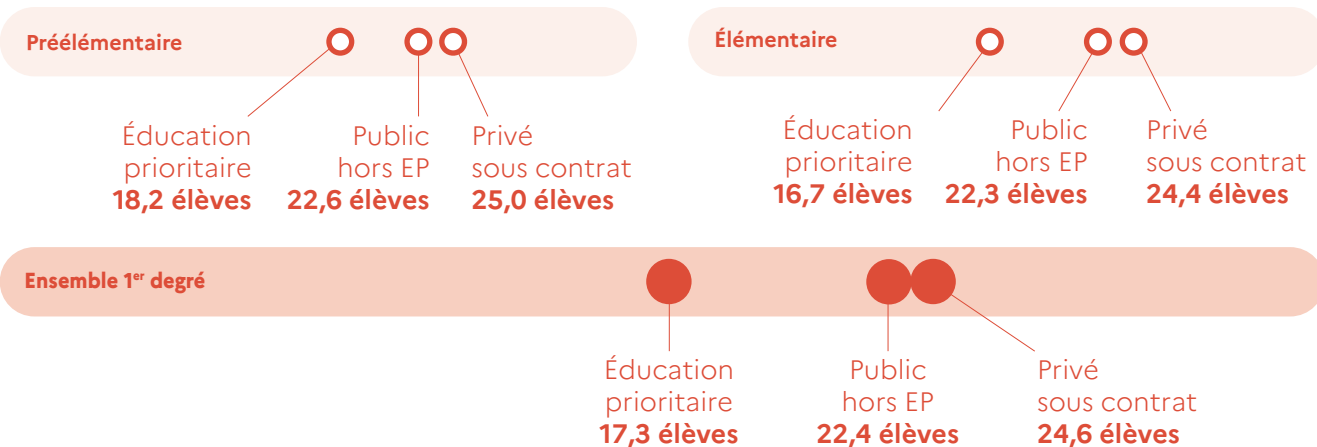 Préélémentaire
Éducation
prioritaire
18,2 élèves
Public
hors EP
22,6 élèves
Privé
sous contrat
25,0 élèves
Élémentaire
Éducation
prioritaire
16,7 élèves
Public
hors EP
22,3 élèves
Privé
sous contrat
24,4 élèves
Ensemble 1er degré
Éducation
prioritaire
17,3 élèves
Public
hors EP
22,4 élèves
Privé
sous contrat
24,6 élèves